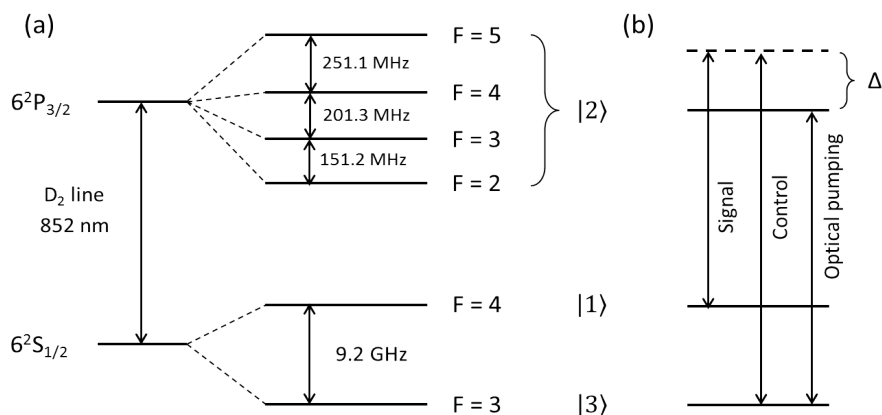 (a)
F = 5
251.1 MHz
6²P₃/₂
F = 4
201.3 MHz
F = 3
151.2 MHz
F = 2
D₂ line
852 nm
F = 4
6²S₁/₂
9.2 GHz
F = 3
(b)
Δ
|2⟩
Signal
Control
Optical pumping
|1⟩
|3⟩